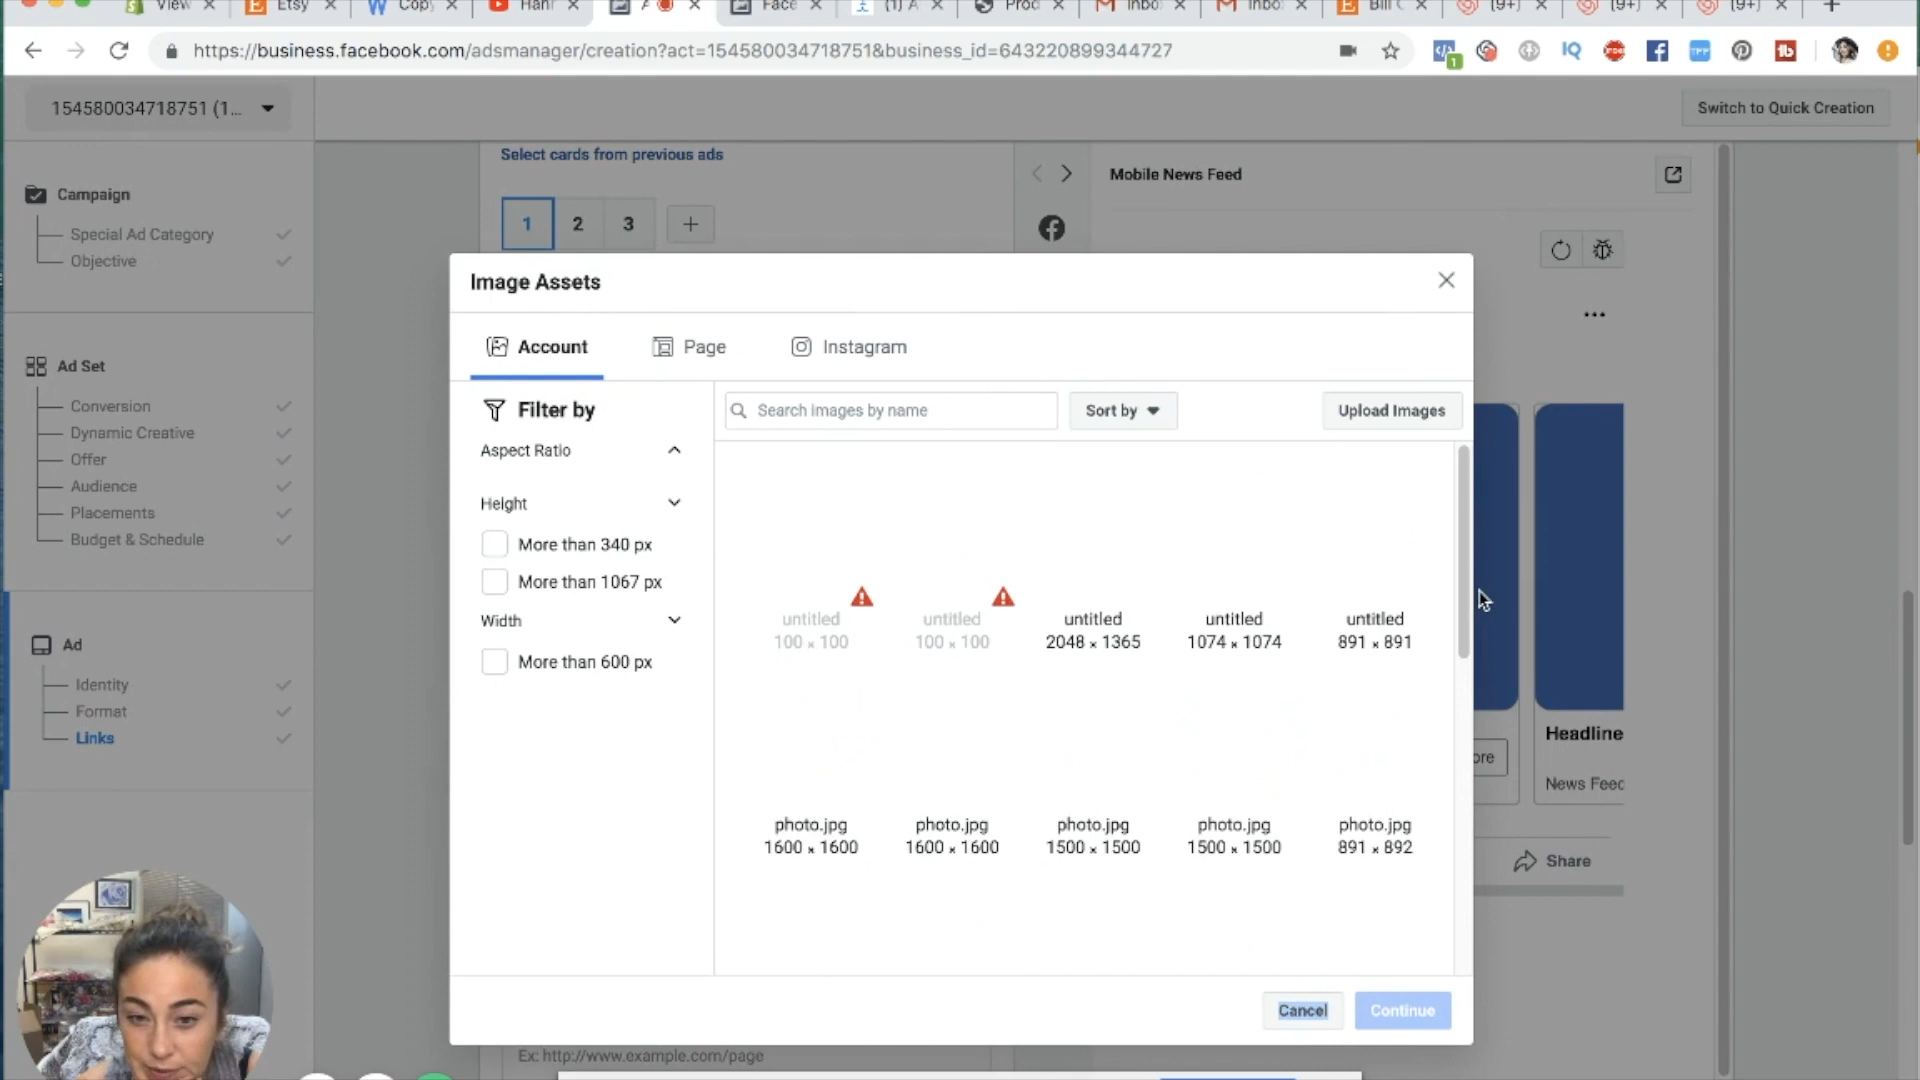 View
Etsy
Copy
Face
(1) A
Prod
Inbo
Inbo
Bill
(9+)
(9+)
(9+)
https://business.facebook.com/adsmanager/creation?act=154580034718751&business_id=643220899344727
1
154580034718751 (1...
Switch to Quick Creation
Campaign
Special Ad Category
Objective
Ad Set
Conversion
Dynamic Creative
Offer
Audience
Placements
Budget & Schedule
Ad
Identity
Format
Links
Select cards from previous ads
1 2 3 +
Mobile News Feed
Image Assets
Account
Page
Instagram
Filter by
Aspect Ratio
Height
More than 340 px
More than 1067 px
Width
More than 600 px
Search images by name
Sort by
Upload Images
untitled
100 × 100
untitled
100 × 100
untitled
2048 × 1365
untitled
1074 × 1074
untitled
891 × 891
photo.jpg
1600 × 1600
photo.jpg
1600 × 1600
photo.jpg
1500 × 1500
photo.jpg
1500 × 1500
photo.jpg
891 × 892
Cancel
Continue
Headline
ore
News Feed
Share
Ex: http://www.example.com/page